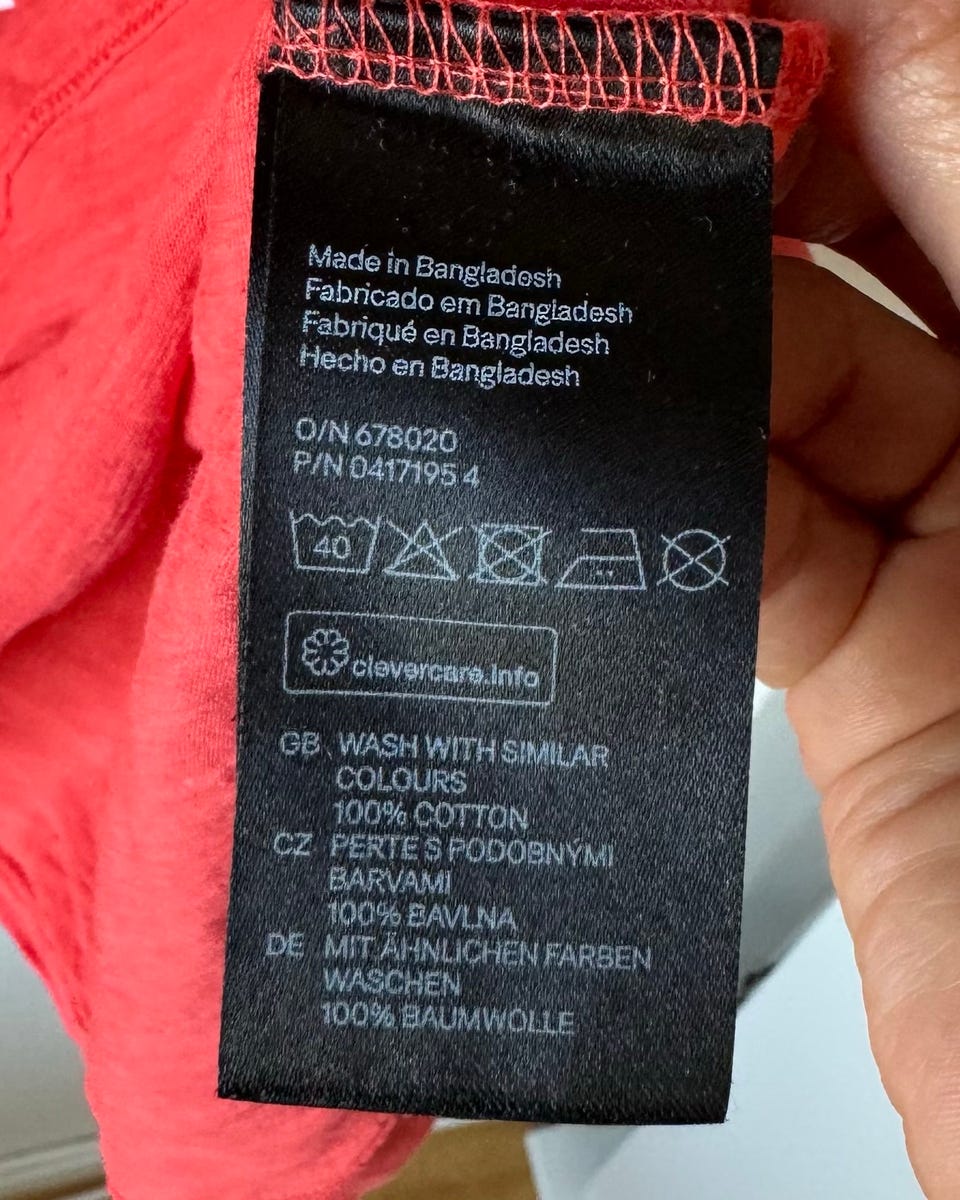 Made in Bangladesh
Fabricado em Bangladesh
Fabriqué en Bangladesh
Hecho en Bangladesh
O/N 678020
P/N 0417195 4
40
clevercare.info
GB WASH WITH SIMILAR
COLOURS
100% COTTON
CZ PERTE S PODOBNÝMI
BARVAMI
100% BAVLNA
DE MIT ÄHNLICHEN FARBEN
WASCHEN
100% BAUMWOLLE